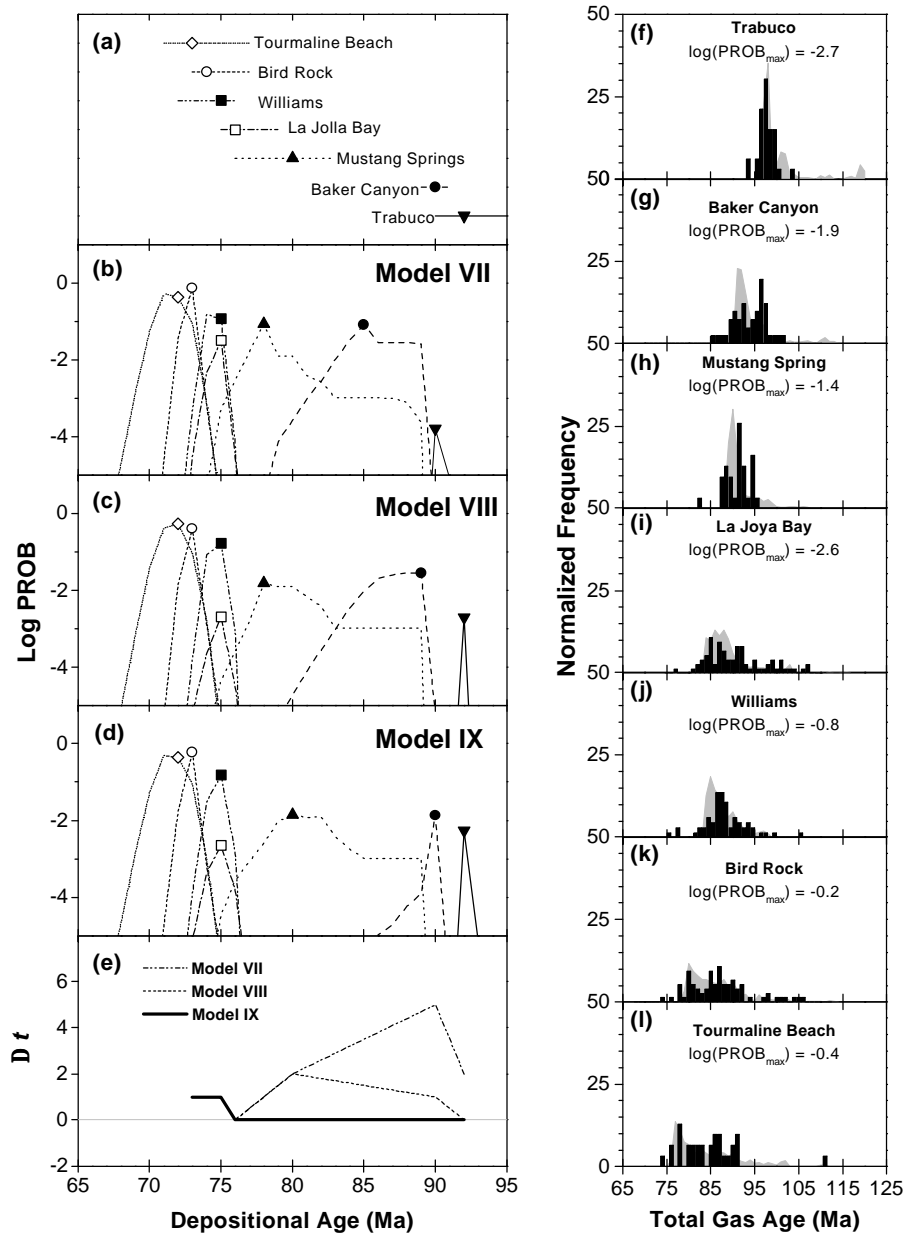 (a)
Tourmaline Beach
Bird Rock
Williams
La Jolla Bay
Mustang Springs
Baker Canyon
Trabuco
(b)
Model VII
0
-2
-4
(c)
Model VIII
0
-2
-4
Log PROB
(d)
Model IX
0
-2
-4
(e)
Model VII
Model VIII
Model IX
6
4
2
0
-2
D t
65 70 75 80 85 90 95
Depositional Age (Ma)
50
(f)
Trabuco
log(PROBmax) = -2.7
25
50
(g)
Baker Canyon
log(PROBmax) = -1.9
25
50
(h)
Mustang Spring
log(PROBmax) = -1.4
25
50
(i)
La Joya Bay
log(PROBmax) = -2.6
25
50
Normalized Frequency
(j)
Williams
log(PROBmax) = -0.8
25
50
(k)
Bird Rock
log(PROBmax) = -0.2
25
50
(l)
Tourmaline Beach
log(PROBmax) = -0.4
25
0
65 85 105 125
65 75 85 95 105 115 125
Total Gas Age (Ma)